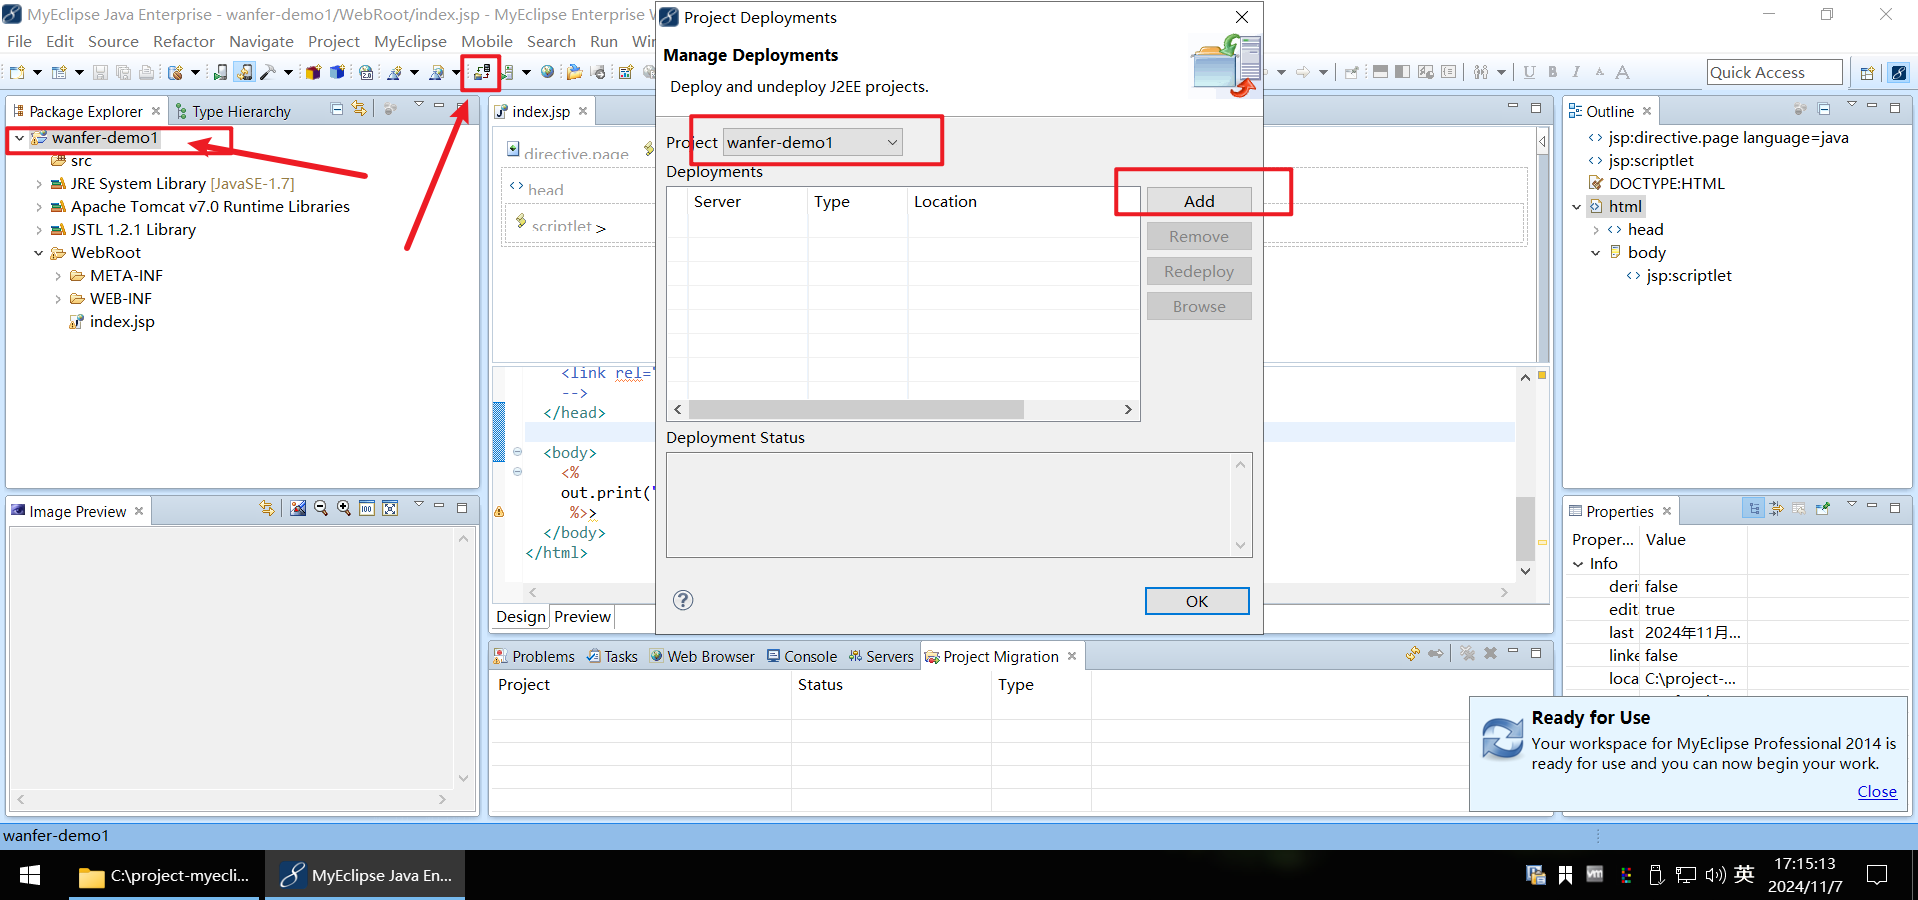 MyEclipse Java Enterprise - wanfer-demo1/WebRoot/index.jsp - MyEclipse Enterprise W
File Edit Source Refactor Navigate Project MyEclipse Mobile Search Run Win
Quick Access
Package Explorer
Type Hierarchy
wanfer-demo1
src
JRE System Library [JavaSE-1.7]
Apache Tomcat v7.0 Runtime Libraries
JSTL 1.2.1 Library
WebRoot
META-INF
WEB-INF
index.jsp
Image Preview
index.jsp
directive.page
head
scriptlet >
<link rel="
-->
</head>
<body>
<%
out.print("
%>>
</body>
</html>
Design Preview
Project Deployments
Manage Deployments
Deploy and undeploy J2EE projects.
Project wanfer-demo1
Deployments
Server Type Location
Add
Remove
Redeploy
Browse
Deployment Status
OK
Problems Tasks Web Browser Console Servers Project Migration
Project Status Type
Outline
jsp:directive.page language=java
jsp:scriptlet
DOCTYPE:HTML
html
head
body
jsp:scriptlet
Properties
Proper... Value
Info
deri false
edit true
last 2024年11月...
linke false
loca C:\project-...
Ready for Use
Your workspace for MyEclipse Professional 2014 is
ready for use and you can now begin your work.
Close
wanfer-demo1
C:\project-myecli...
MyEclipse Java En...
英
17:15:13
2024/11/7